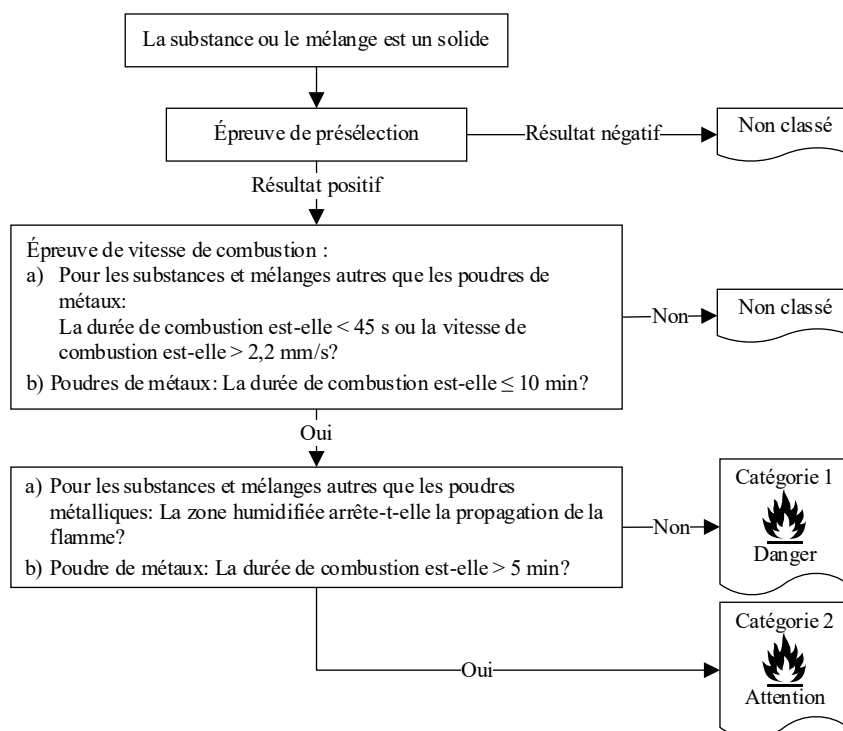 La substance ou le mélange est un solide
Épreuve de présélection
Résultat négatif
Non classé
Résultat positif
Épreuve de vitesse de combustion :
a) Pour les substances et mélanges autres que les poudres de
métaux:
La durée de combustion est-elle < 45 s ou la vitesse de
combustion est-elle > 2,2 mm/s?
b) Poudres de métaux: La durée de combustion est-elle ≤ 10 min?
Non
Non classé
Oui
a) Pour les substances et mélanges autres que les poudres
métalliques: La zone humidifiée arrête-t-elle la propagation de la
flamme?
b) Poudre de métaux: La durée de combustion est-elle > 5 min?
Non
Catégorie 1
Danger
Oui
Catégorie 2
Attention